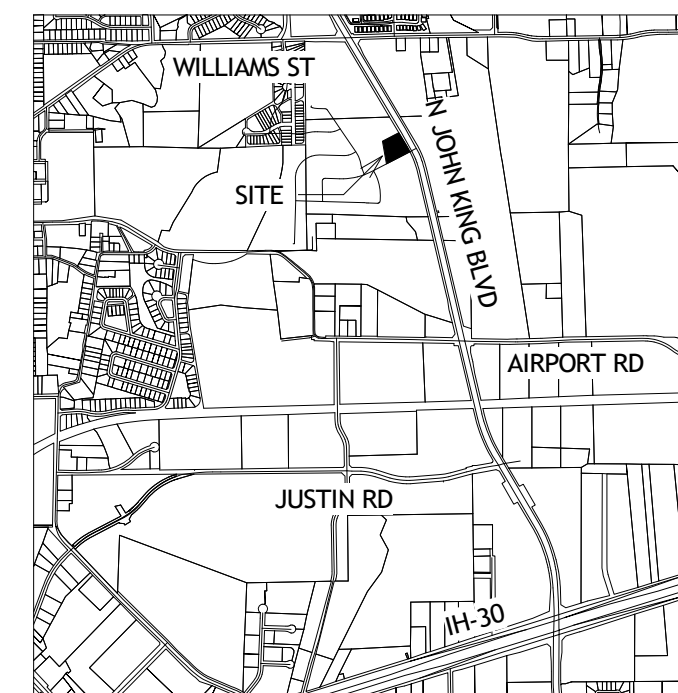 WILLIAMS ST
N JOHN KING BLVD
SITE
AIRPORT RD
JUSTIN RD
IH-30